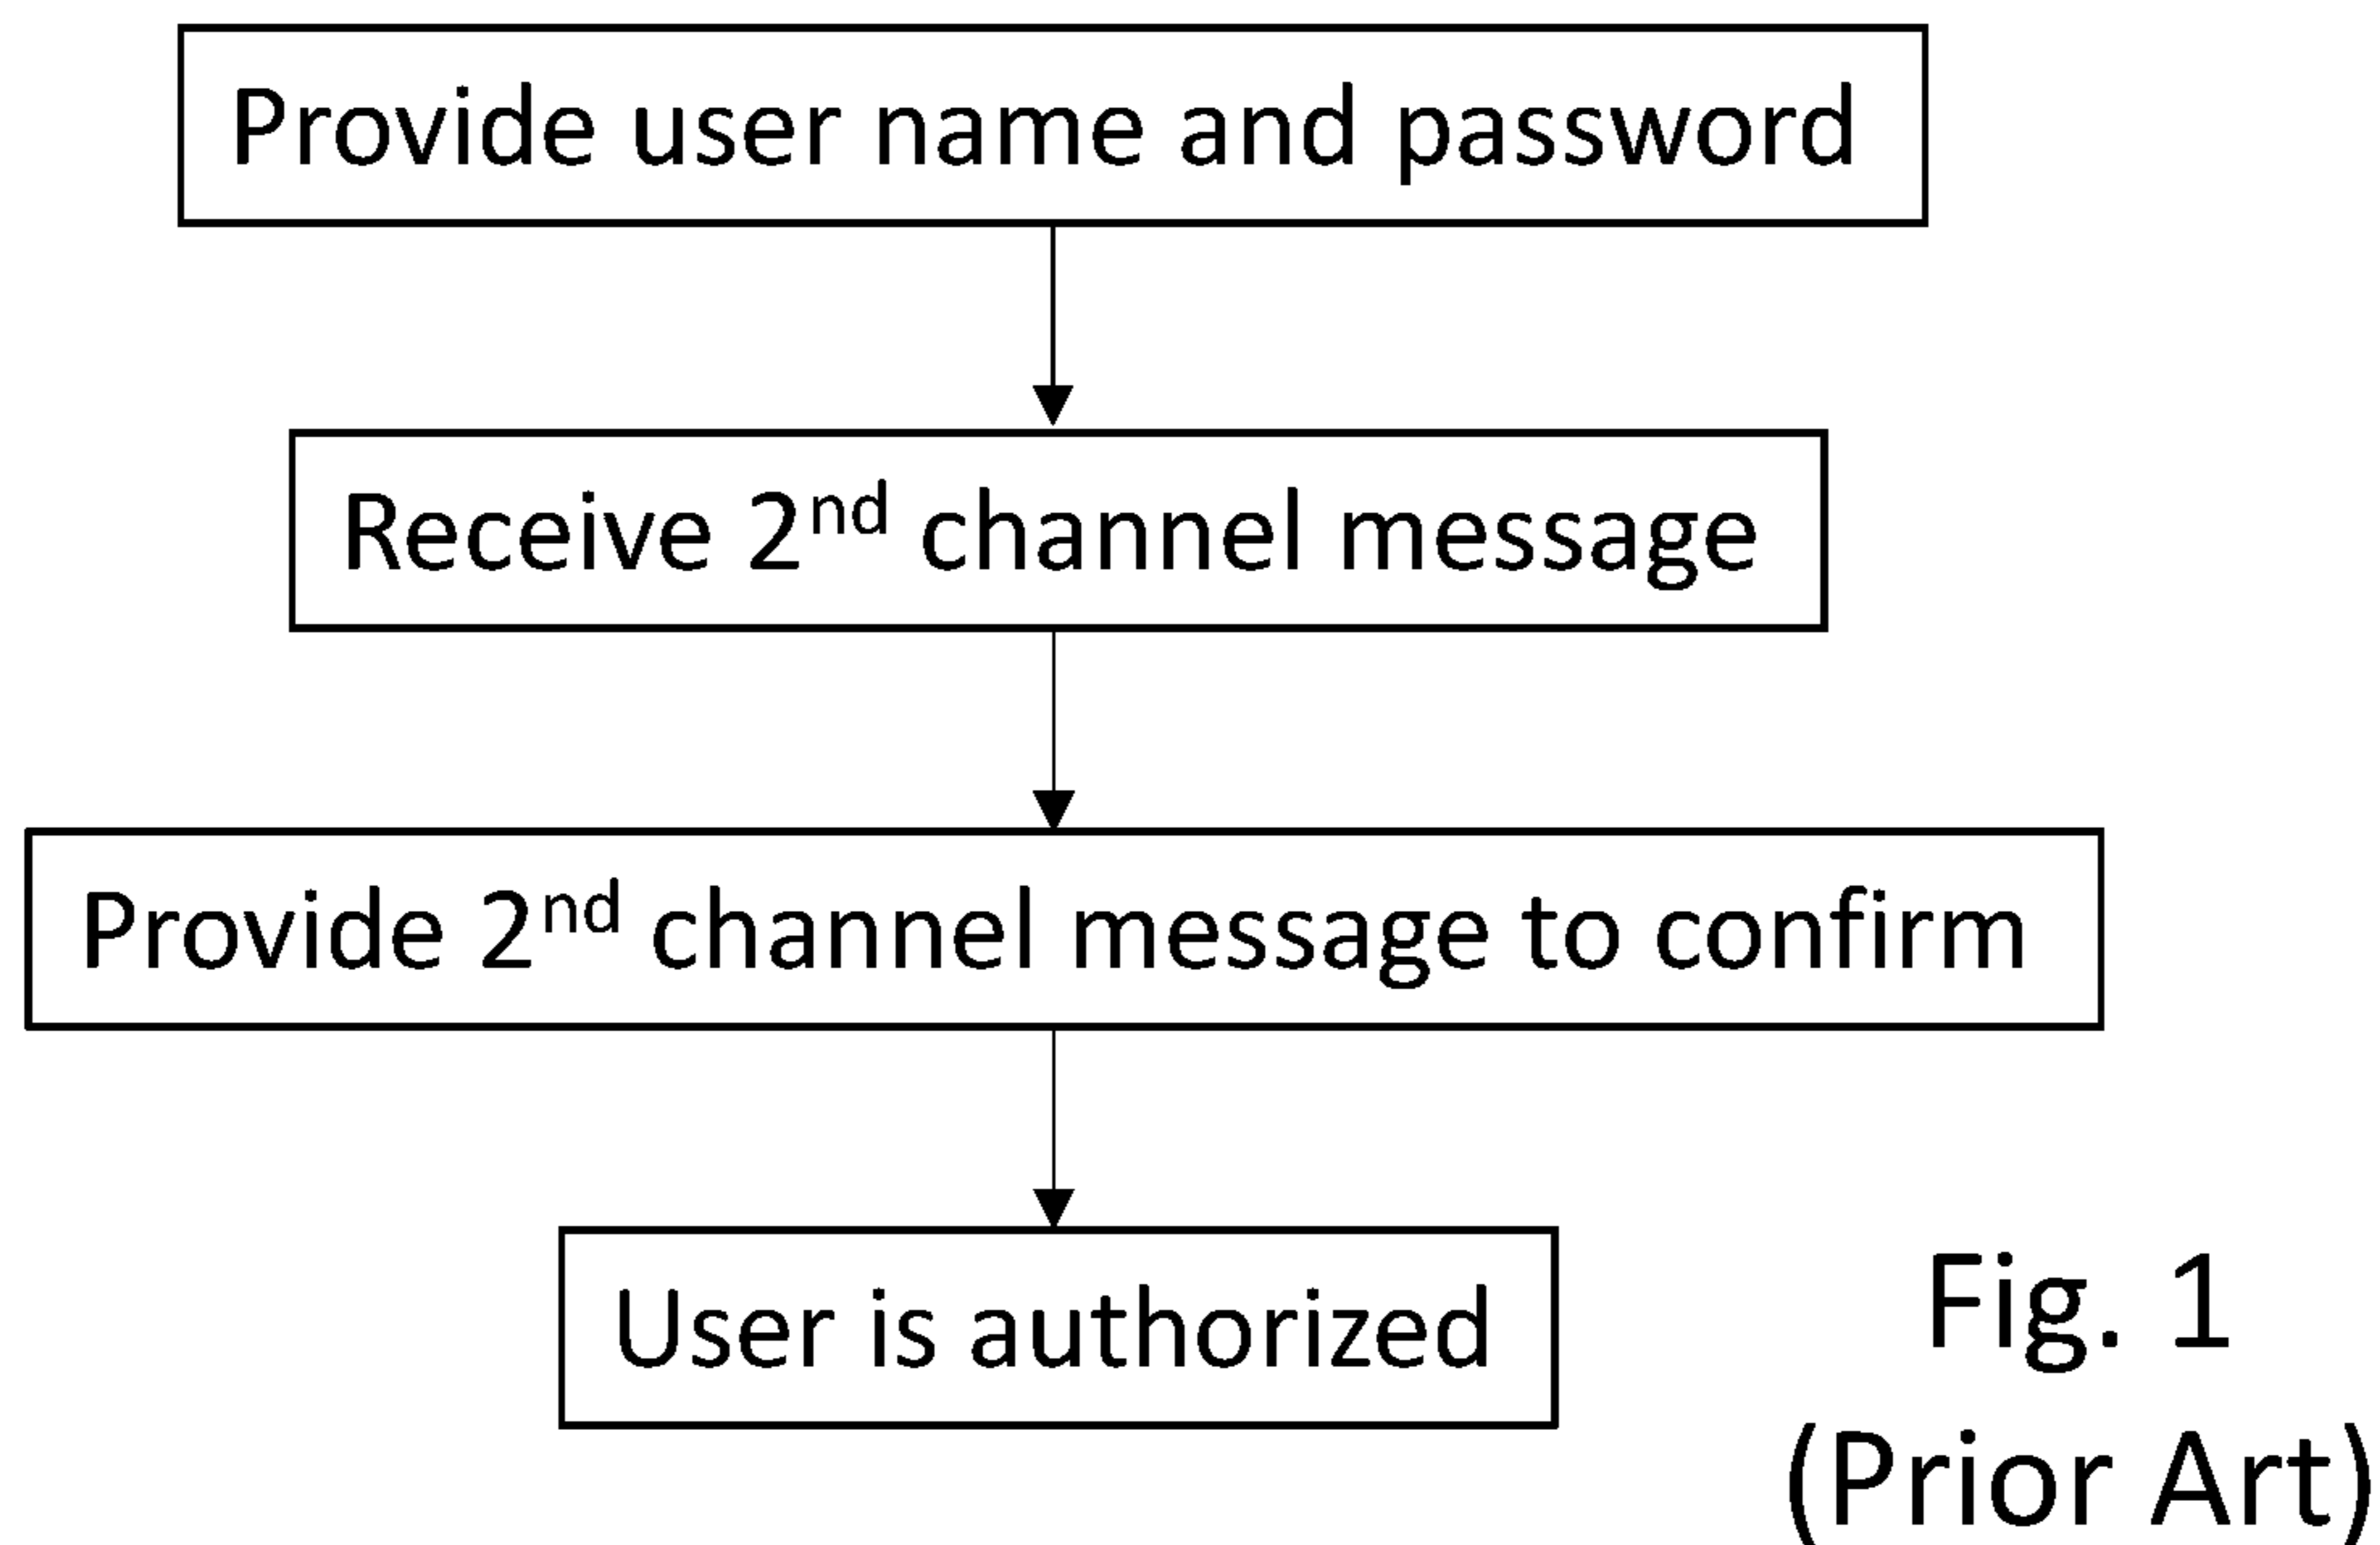 Provide user name and password
Receive 2nd channel message
Provide 2nd channel message to confirm
User is authorized
Fig. 1
(Prior Art)